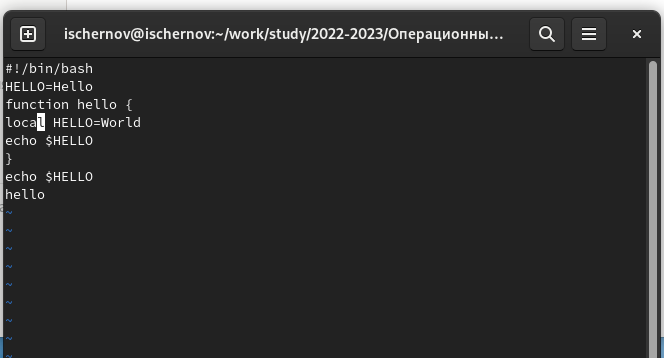 ischernov@ischernov:~/work/study/2022-2023/Операционны...
#!/bin/bash
HELLO=Hello
function hello {
local HELLO=World
echo $HELLO
}
echo $HELLO
hello
~
~
~
~
~
~
~
~
~